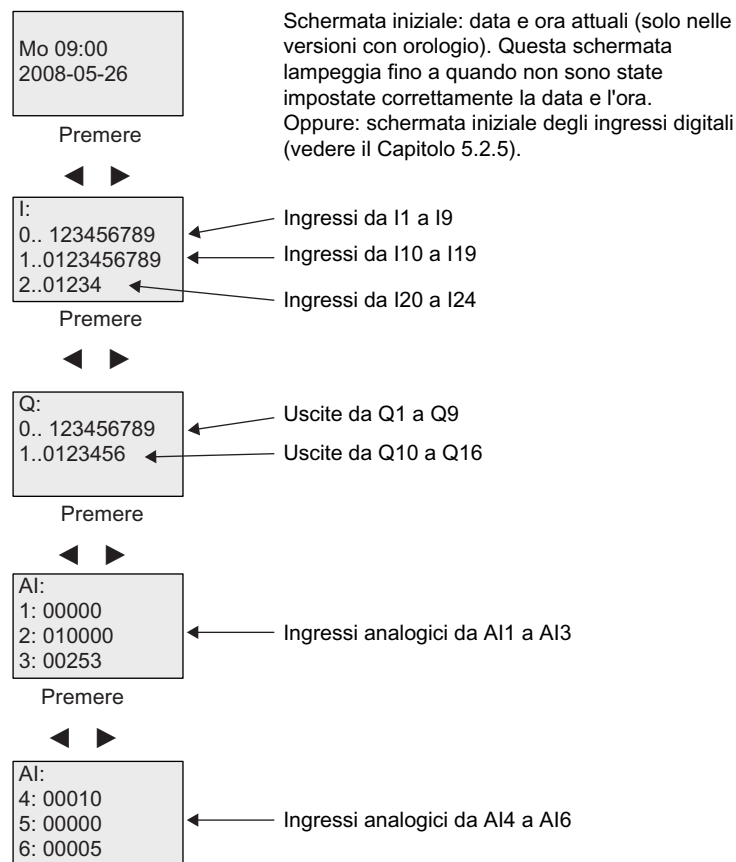 Mo 09:00
2008-05-26
Schermata iniziale: data e ora attuali (solo nelle
versioni con orologio). Questa schermata
lampeggia fino a quando non sono state
impostate correttamente la data e l'ora.
Oppure: schermata iniziale degli ingressi digitali
(vedere il Capitolo 5.2.5).
Premere
I:
0.. 123456789
1..0123456789
2..01234
Ingressi da I1 a I9
Ingressi da I10 a I19
Ingressi da I20 a I24
Premere
Q:
0.. 123456789
1..0123456
Uscite da Q1 a Q9
Uscite da Q10 a Q16
Premere
AI:
1: 00000
2: 010000
3: 00253
Ingressi analogici da AI1 a AI3
Premere
AI:
4: 00010
5: 00000
6: 00005
Ingressi analogici da AI4 a AI6